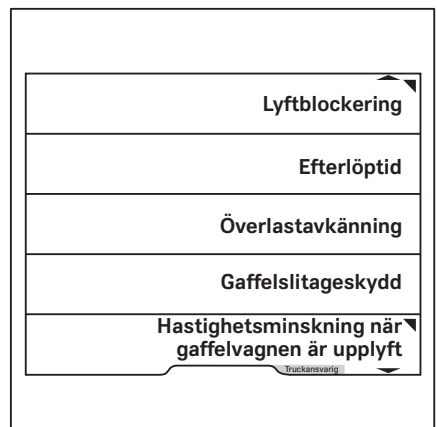 Lyftblockering
Efterlöptid
Överlastavkänning
Gaffelslitageskydd
Hastighetsminskning när
gaffelvagnen är upplyft
Truckansvarig